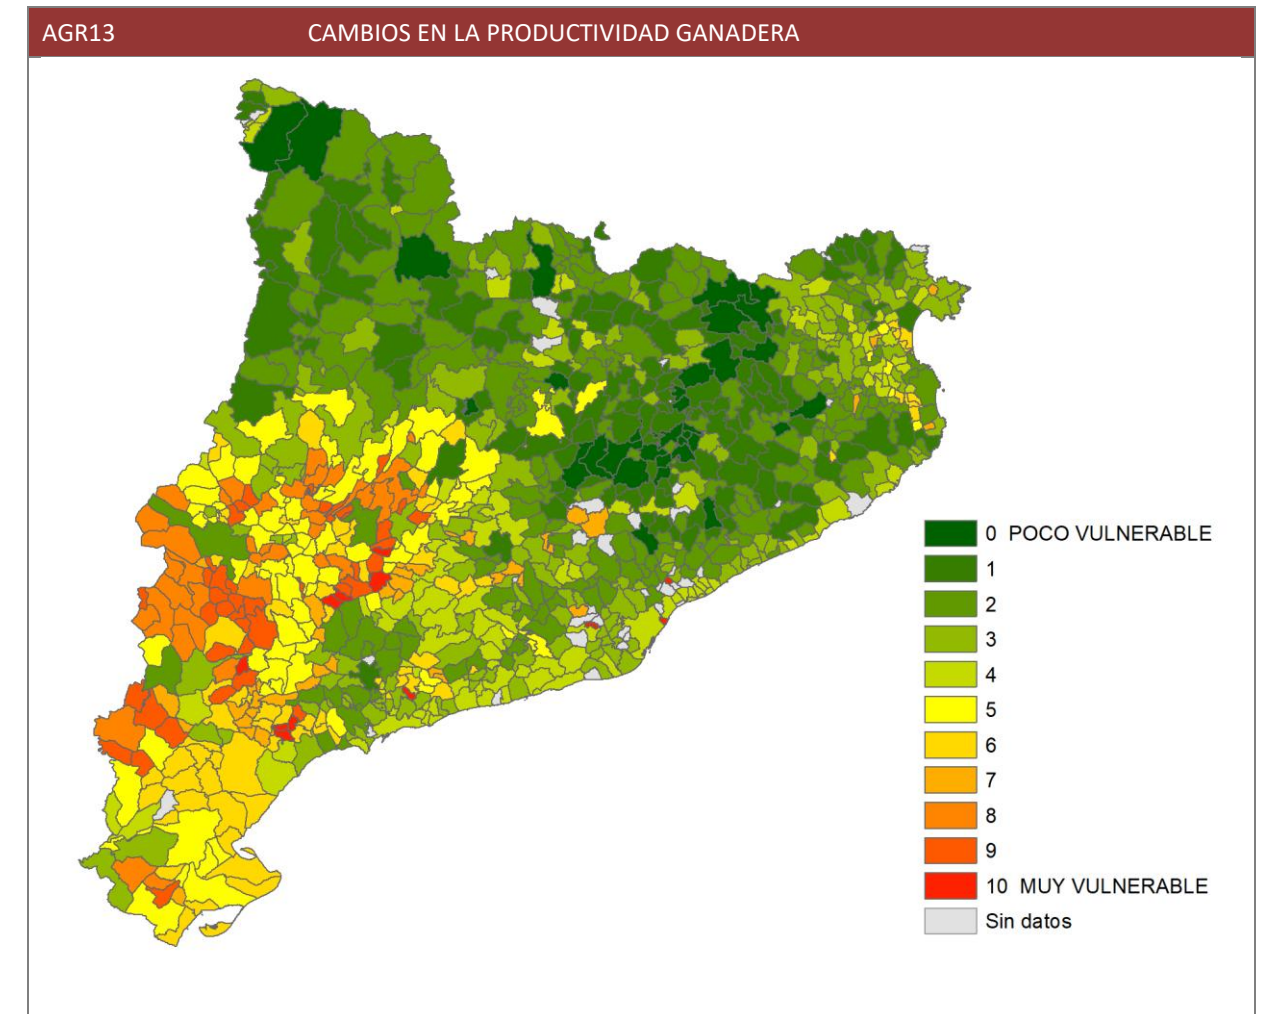 AGR13 CAMBIOS EN LA PRODUCTIVIDAD GANADERA
0 POCO VULNERABLE
1
2
3
4
5
6
7
8
9
10 MUY VULNERABLE
Sin datos